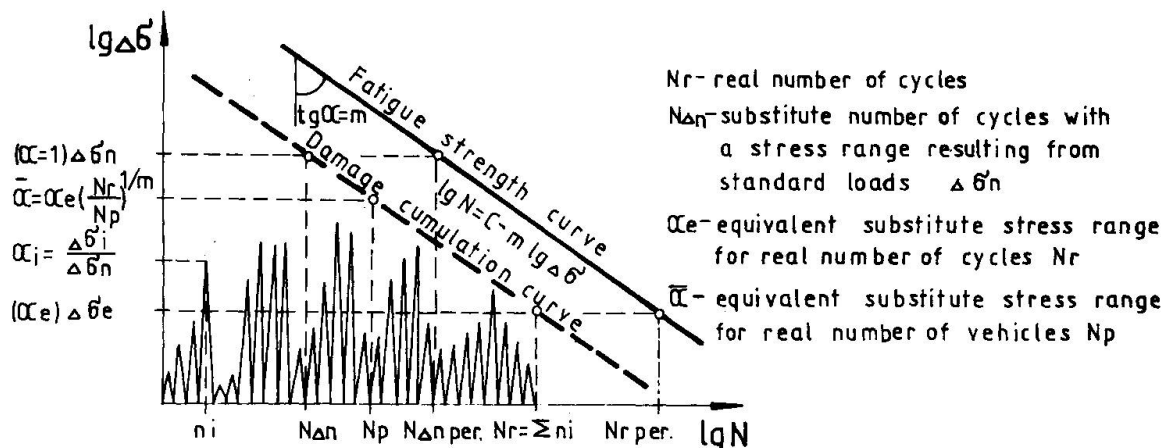 lg Δσ
(α=1) Δσn
ᾱ=αe(Nr/Np)^1/m
αi = Δσi/Δσn
(αe) Δσe
tgα=m
Fatigue strength curve
lgN=C-m lgΔσ
Damage cumulation curve
ni NΔn Np NΔn per. Nr=Σni Nr per. lgN
Nr- real number of cycles
NΔn- substitute number of cycles with
a stress range resulting from
standard loads Δσn
αe- equivalent substitute stress range
for real number of cycles Nr
ᾱ- equivalent substitute stress range
for real number of vehicles Np